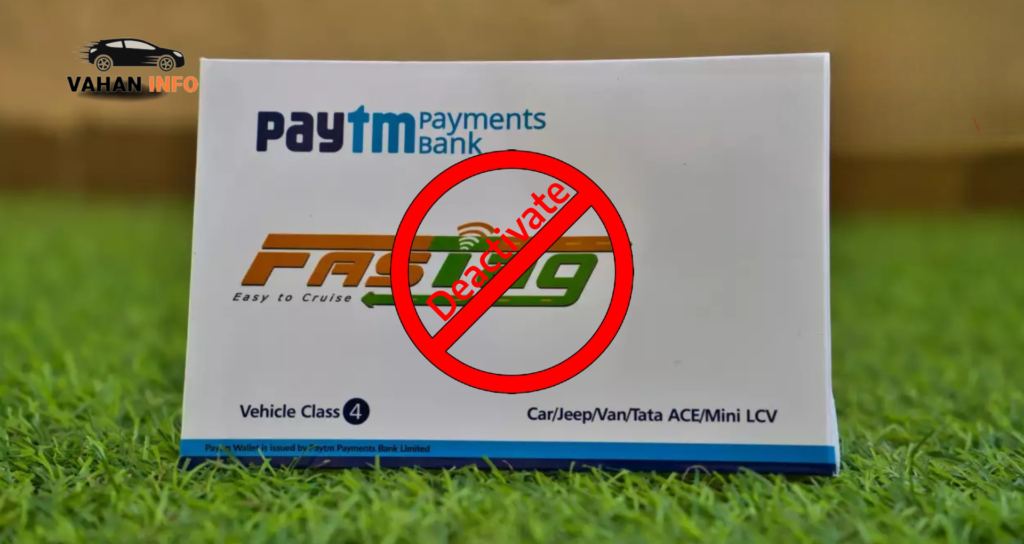 VAHAN INFO
paytm Payments
Bank
Deactivate
FASTag
Easy to Cruise
Vehicle Class 4
Car/Jeep/Van/Tata ACE/Mini LCV
Paytm Wallet is issued by Paytm Payments Bank Limited